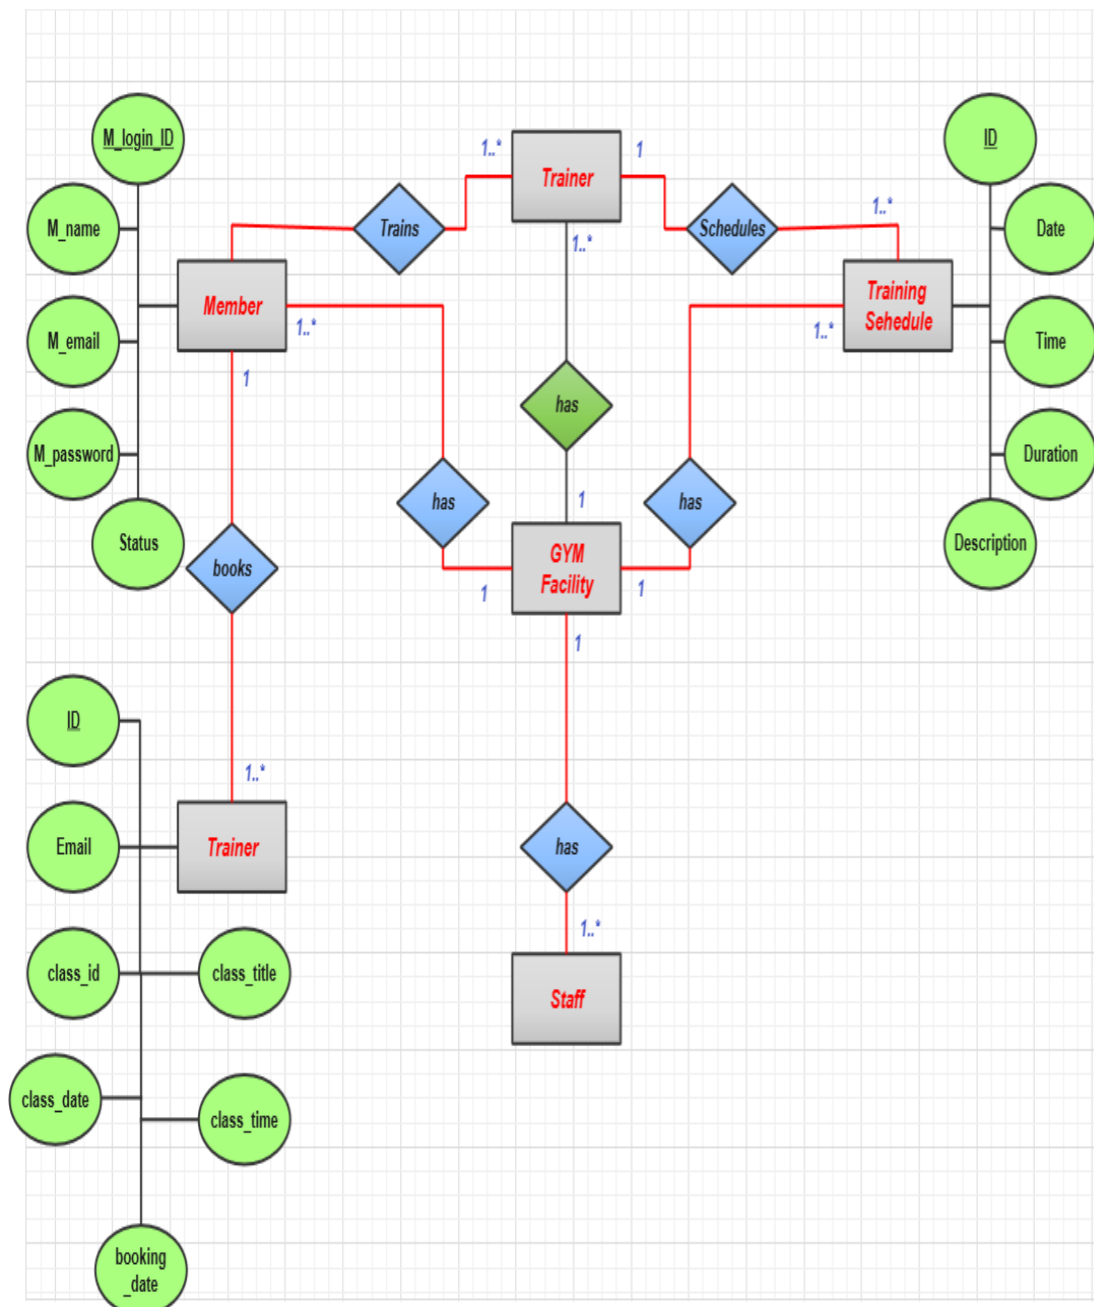 M_login_ID
M_name
M_email
M_password
Status
Member
1..*
1
Trains
1..*
Trainer
1
1..*
Schedules
1..*
Training
Sehedule
1..*
ID
Date
Time
Duration
Description
has
has
has
1
1
GYM
Facility
1
1
books
1..*
ID
Email
Trainer
class_id
class_title
class_date
class_time
booking
_date
has
1..*
Staff